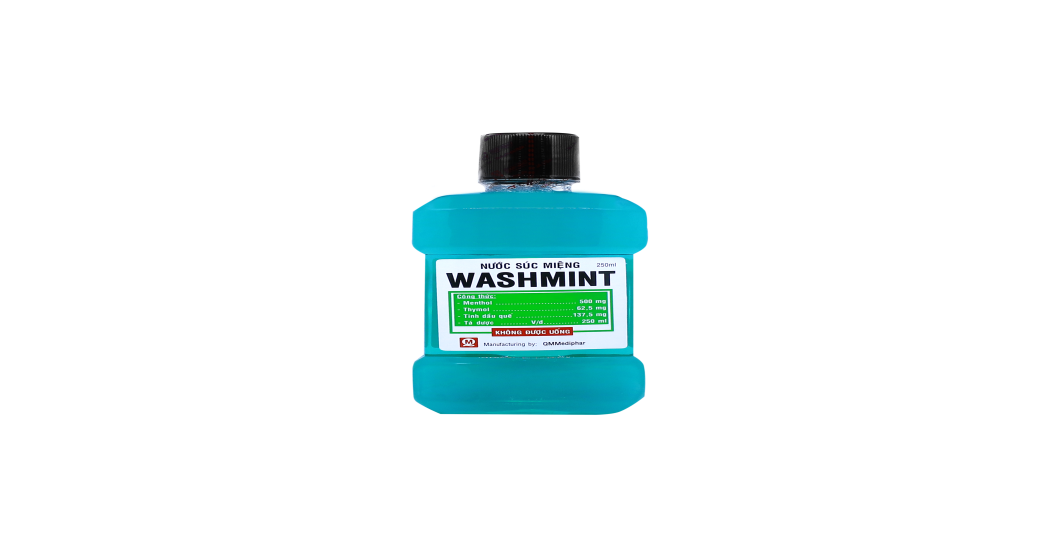 NƯỚC SÚC MIỆNG 250ml
WASHMINT
Công thức:
- Menthol ........................ 500 mg
- Thymol ........................ 62,5 mg
- Tinh dầu quế .................. 137,5 mg
- Tá dược .......... V/đ .......... 250 ml
KHÔNG ĐƯỢC UỐNG
QM Manufacturing by: QMMediphar